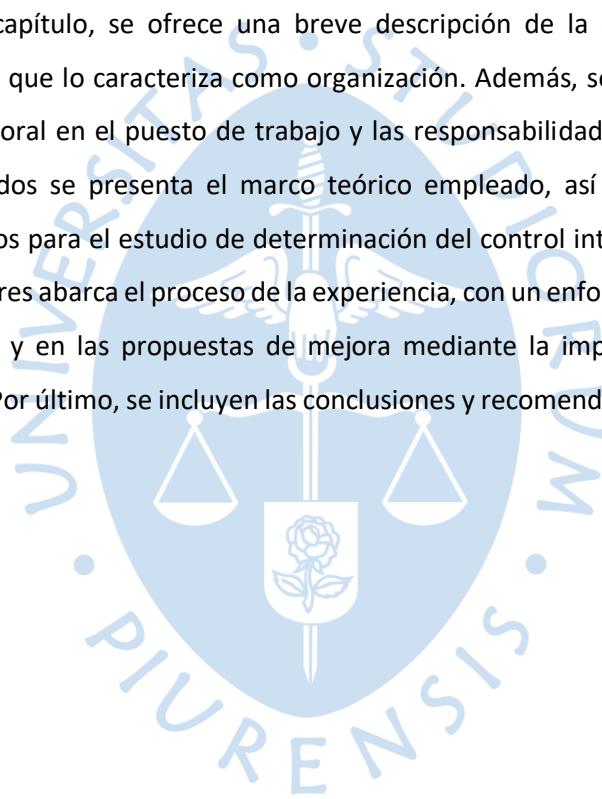 capítulo, se ofrece una breve descripción de la
que lo caracteriza como organización. Además, se
oral en el puesto de trabajo y las responsabilidad
dos se presenta el marco teórico empleado, así
os para el estudio de determinación del control int
res abarca el proceso de la experiencia, con un enfo
y en las propuestas de mejora mediante la imp
Por último, se incluyen las conclusiones y recomend
UNIVERSITAS • STUDIORUM • PIURENSIS •